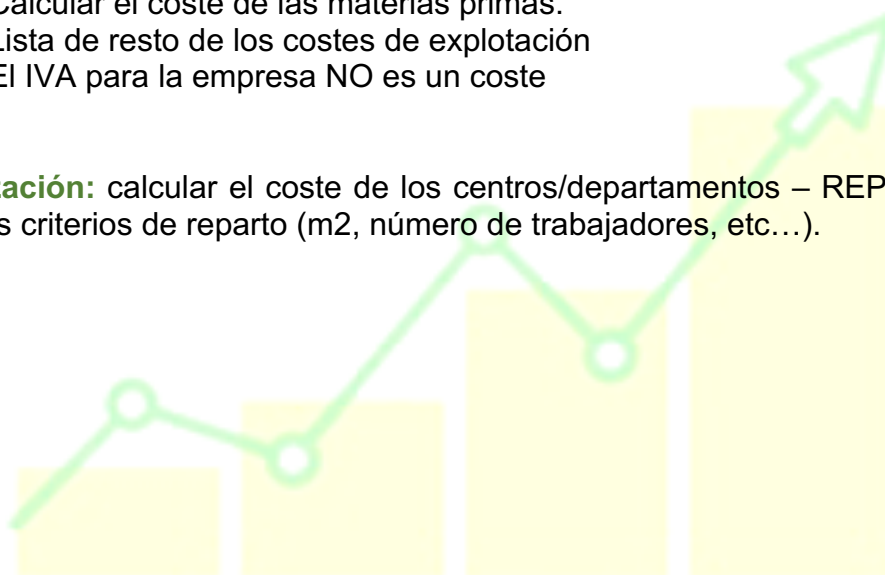 Calcular el coste de las materias primas.
Lista de resto de los costes de explotación
El IVA para la empresa NO es un coste
zación: calcular el coste de los centros/departamentos – REP
s criterios de reparto (m2, número de trabajadores, etc…).